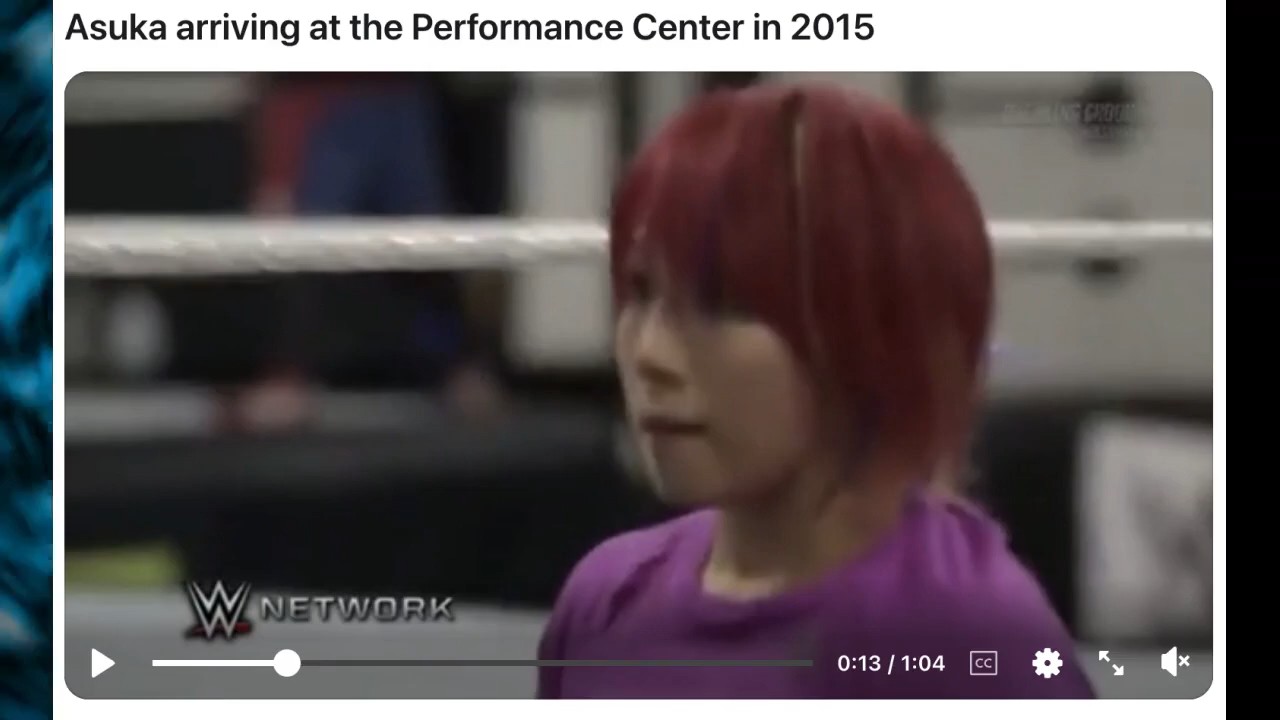 Asuka arriving at the Performance Center in 2015
W NETWORK
0:13 / 1:04
CC